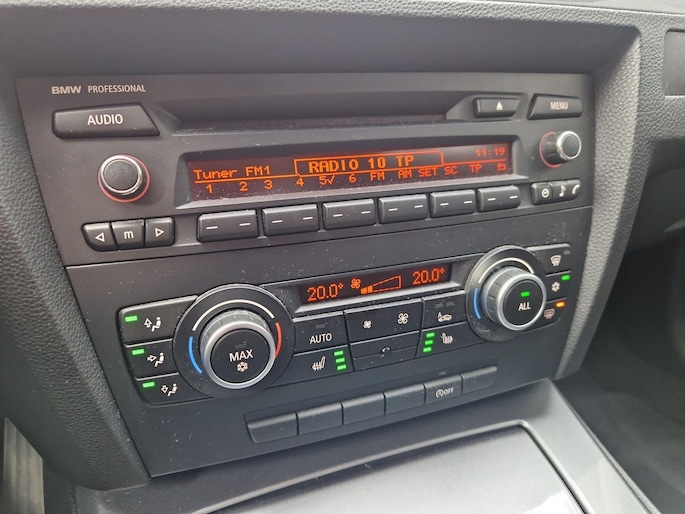 BMW PROFESSIONAL
AUDIO
MENU
Tuner FM1 RADIO 10 TP 11:19
1 2 3 4 5√ 6 FM AM SET SC TP
m
20.0° 20.0°
MAX
AUTO
ALL
OFF